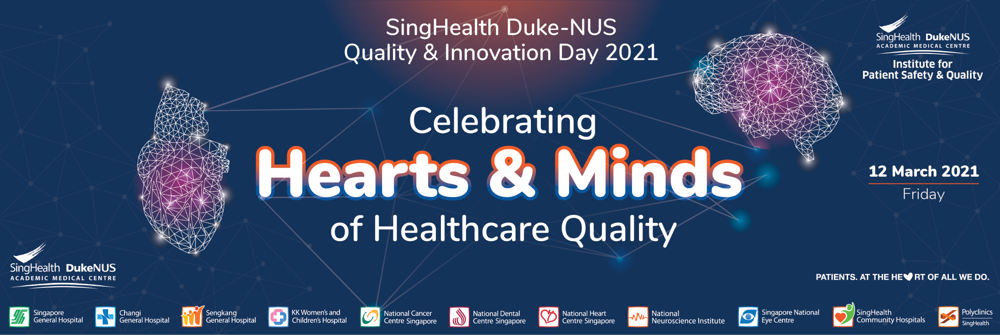 SingHealth Duke-NUS
Quality & Innovation Day 2021
SingHealth DukeNUS
ACADEMIC MEDICAL CENTRE
Institute for
Patient Safety & Quality
Celebrating
Hearts & Minds
of Healthcare Quality
12 March 2021
Friday
SingHealth DukeNUS
ACADEMIC MEDICAL CENTRE
PATIENTS. AT THE HE RT OF ALL WE DO.
Singapore
General Hospital
Changi
General Hospital
Sengkang
General Hospital
KK Women's and
Children's Hospital
National Cancer
Centre Singapore
National Dental
Centre Singapore
National Heart
Centre Singapore
National
Neuroscience Institute
Singapore National
Eye Centre
SingHealth
Community Hospitals
Polyclinics
SingHealth